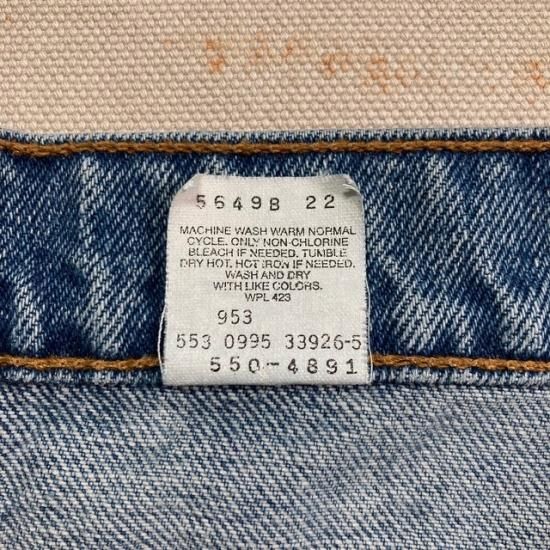 5649B 22
MACHINE WASH WARM NORMAL
CYCLE. ONLY NON-CHLORINE
BLEACH IF NEEDED. TUMBLE
DRY HOT. HOT IRON IF NEEDED.
WASH AND DRY
WITH LIKE COLORS.
WPL 423
953
553 0995 33926-5
550-4891